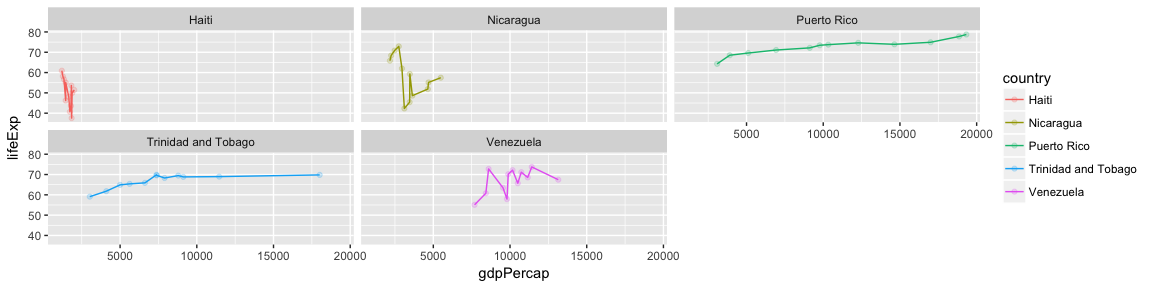 Haiti
Nicaragua
Puerto Rico
80
70
60
50
40
5000 10000 15000 20000
Trinidad and Tobago
Venezuela
80
70
60
50
40
5000 10000 15000 20000
5000 10000 15000 20000
lifeExp
gdpPercap
country
Haiti
Nicaragua
Puerto Rico
Trinidad and Tobago
Venezuela